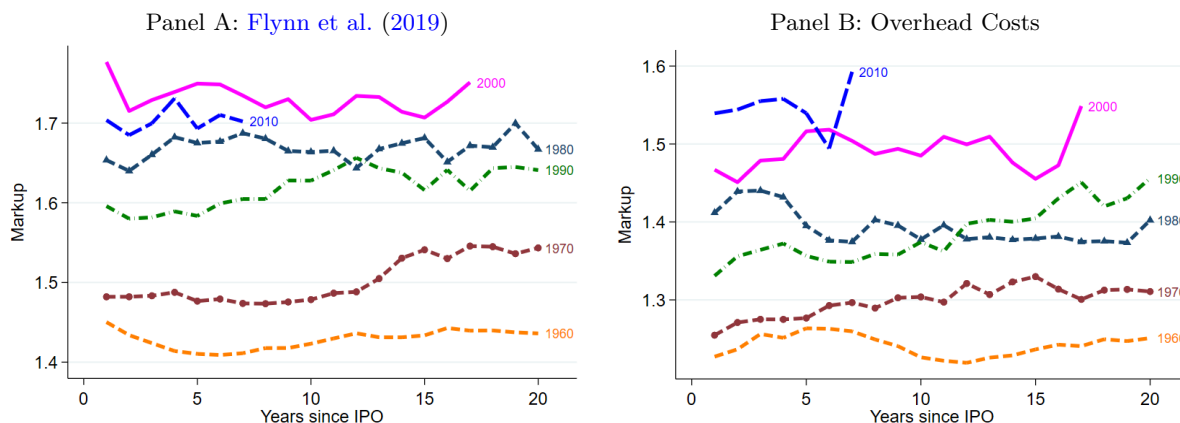 Panel A: Flynn et al. (2019)
Markup
1.7
1.6
1.5
1.4
2000
2010
1980
1990
1970
1960
0 5 10 15 20
Years since IPO
Panel B: Overhead Costs
Markup
1.6
1.5
1.4
1.3
2010
2000
1990
1980
1970
1960
0 5 10 15 20
Years since IPO